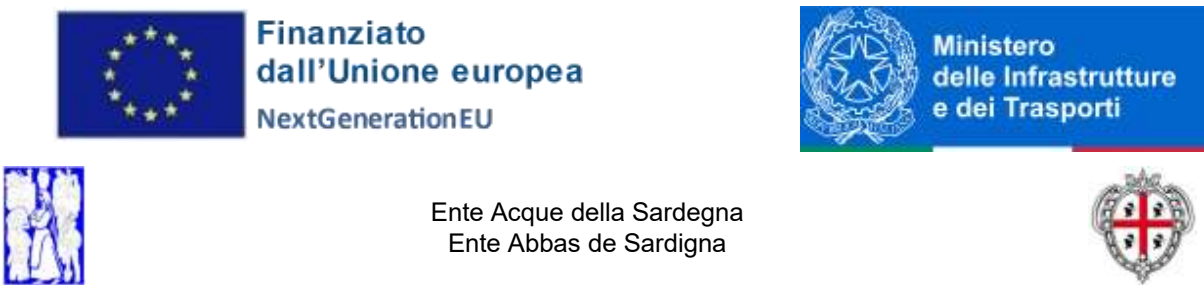 Finanziato
dall'Unione europea
NextGenerationEU
Ministero
delle Infrastrutture
e dei Trasporti
Ente Acque della Sardegna
Ente Abbas de Sardigna